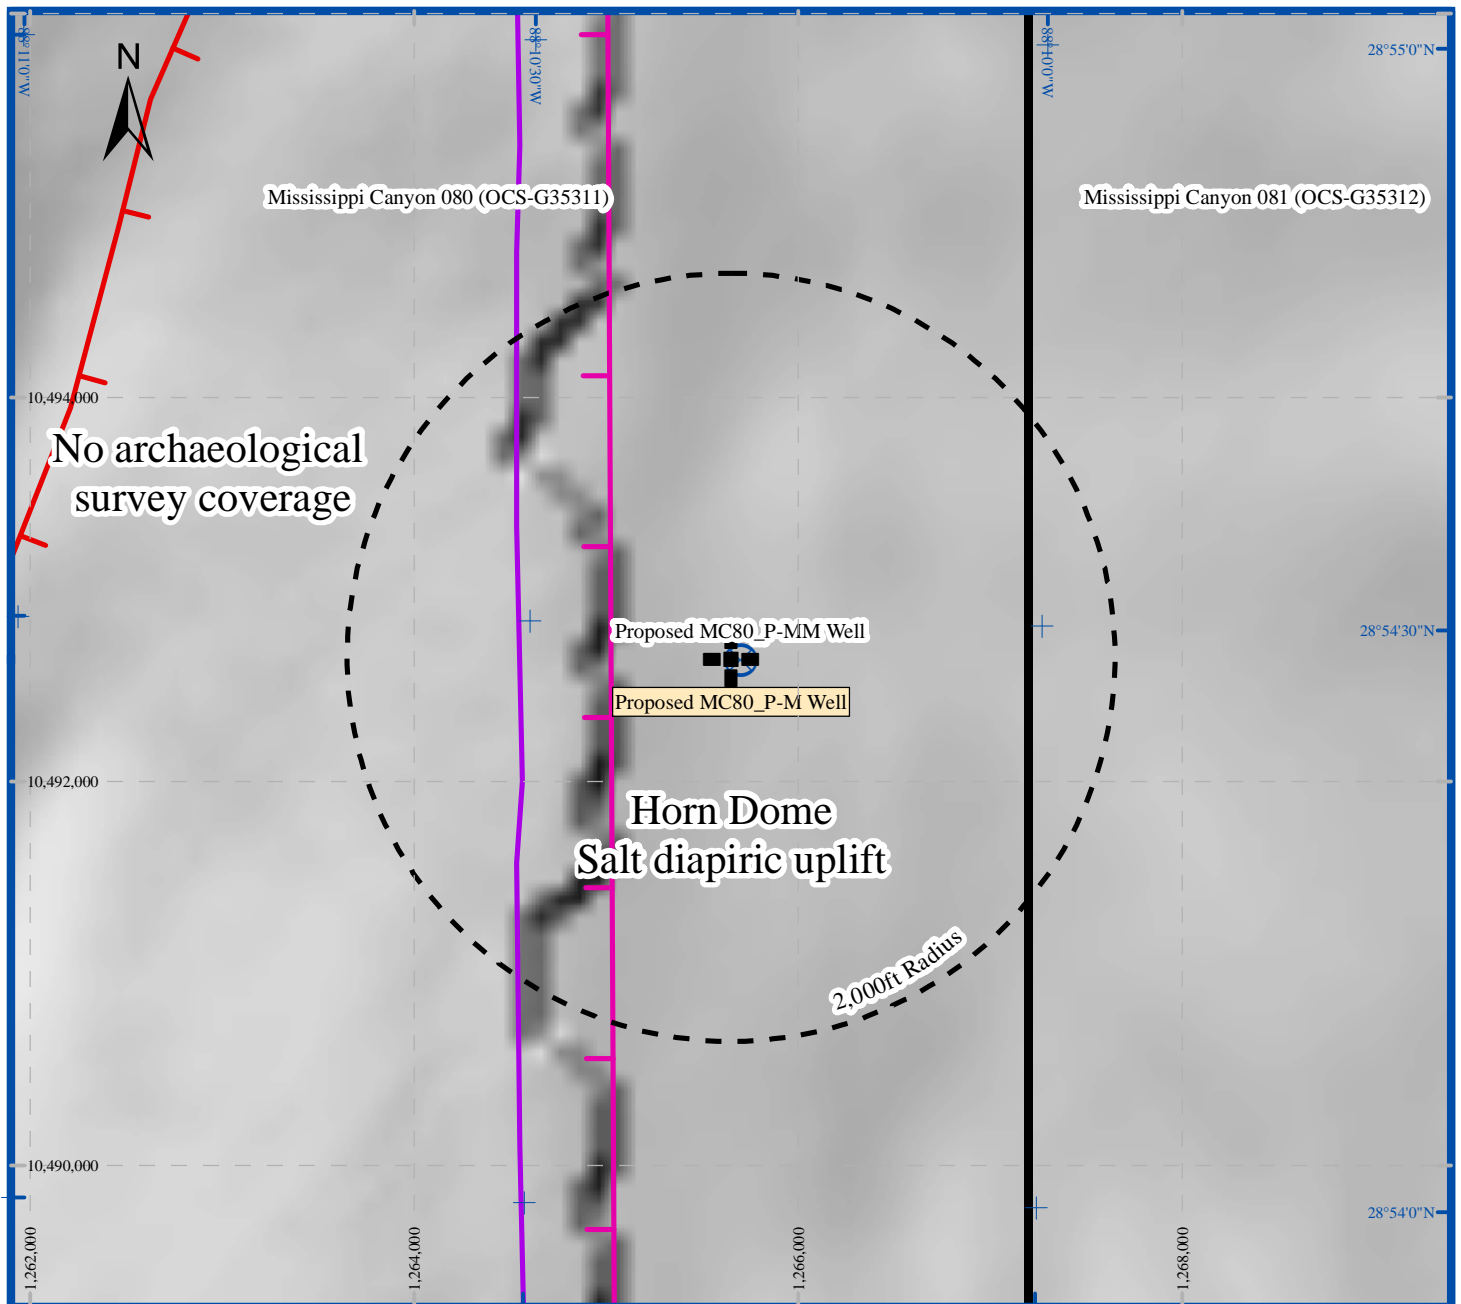 88°11'0"W
88°10'30"W
88°10'0"W
28°55'0"N
N
Mississippi Canyon 080 (OCS-G35311)
Mississippi Canyon 081 (OCS-G35312)
10,494,000
No archaeological
survey coverage
Proposed MC80_P-MM Well
28°54'30"N
Proposed MC80_P-M Well
10,492,000
Horn Dome
Salt diapiric uplift
2,000ft Radius
10,490,000
28°54'0"N
1,262,000
1,264,000
1,266,000
1,268,000